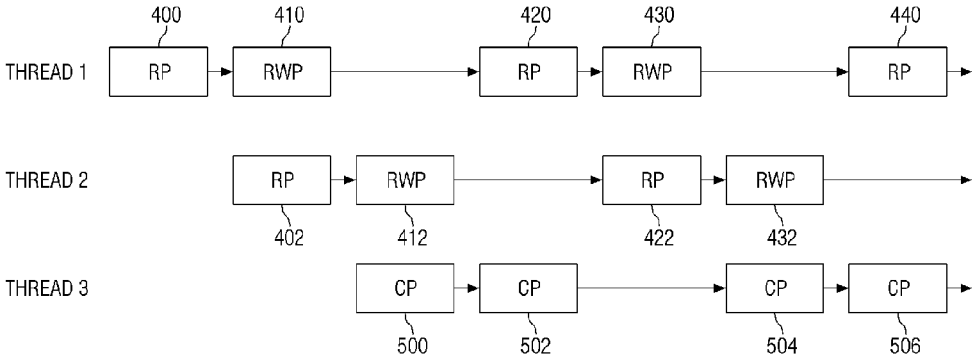 400 410 420 430 440
THREAD 1 RP RWP RP RWP RP
THREAD 2 RP RWP RP RWP
402 412 422 432
THREAD 3 CP CP CP CP
500 502 504 506